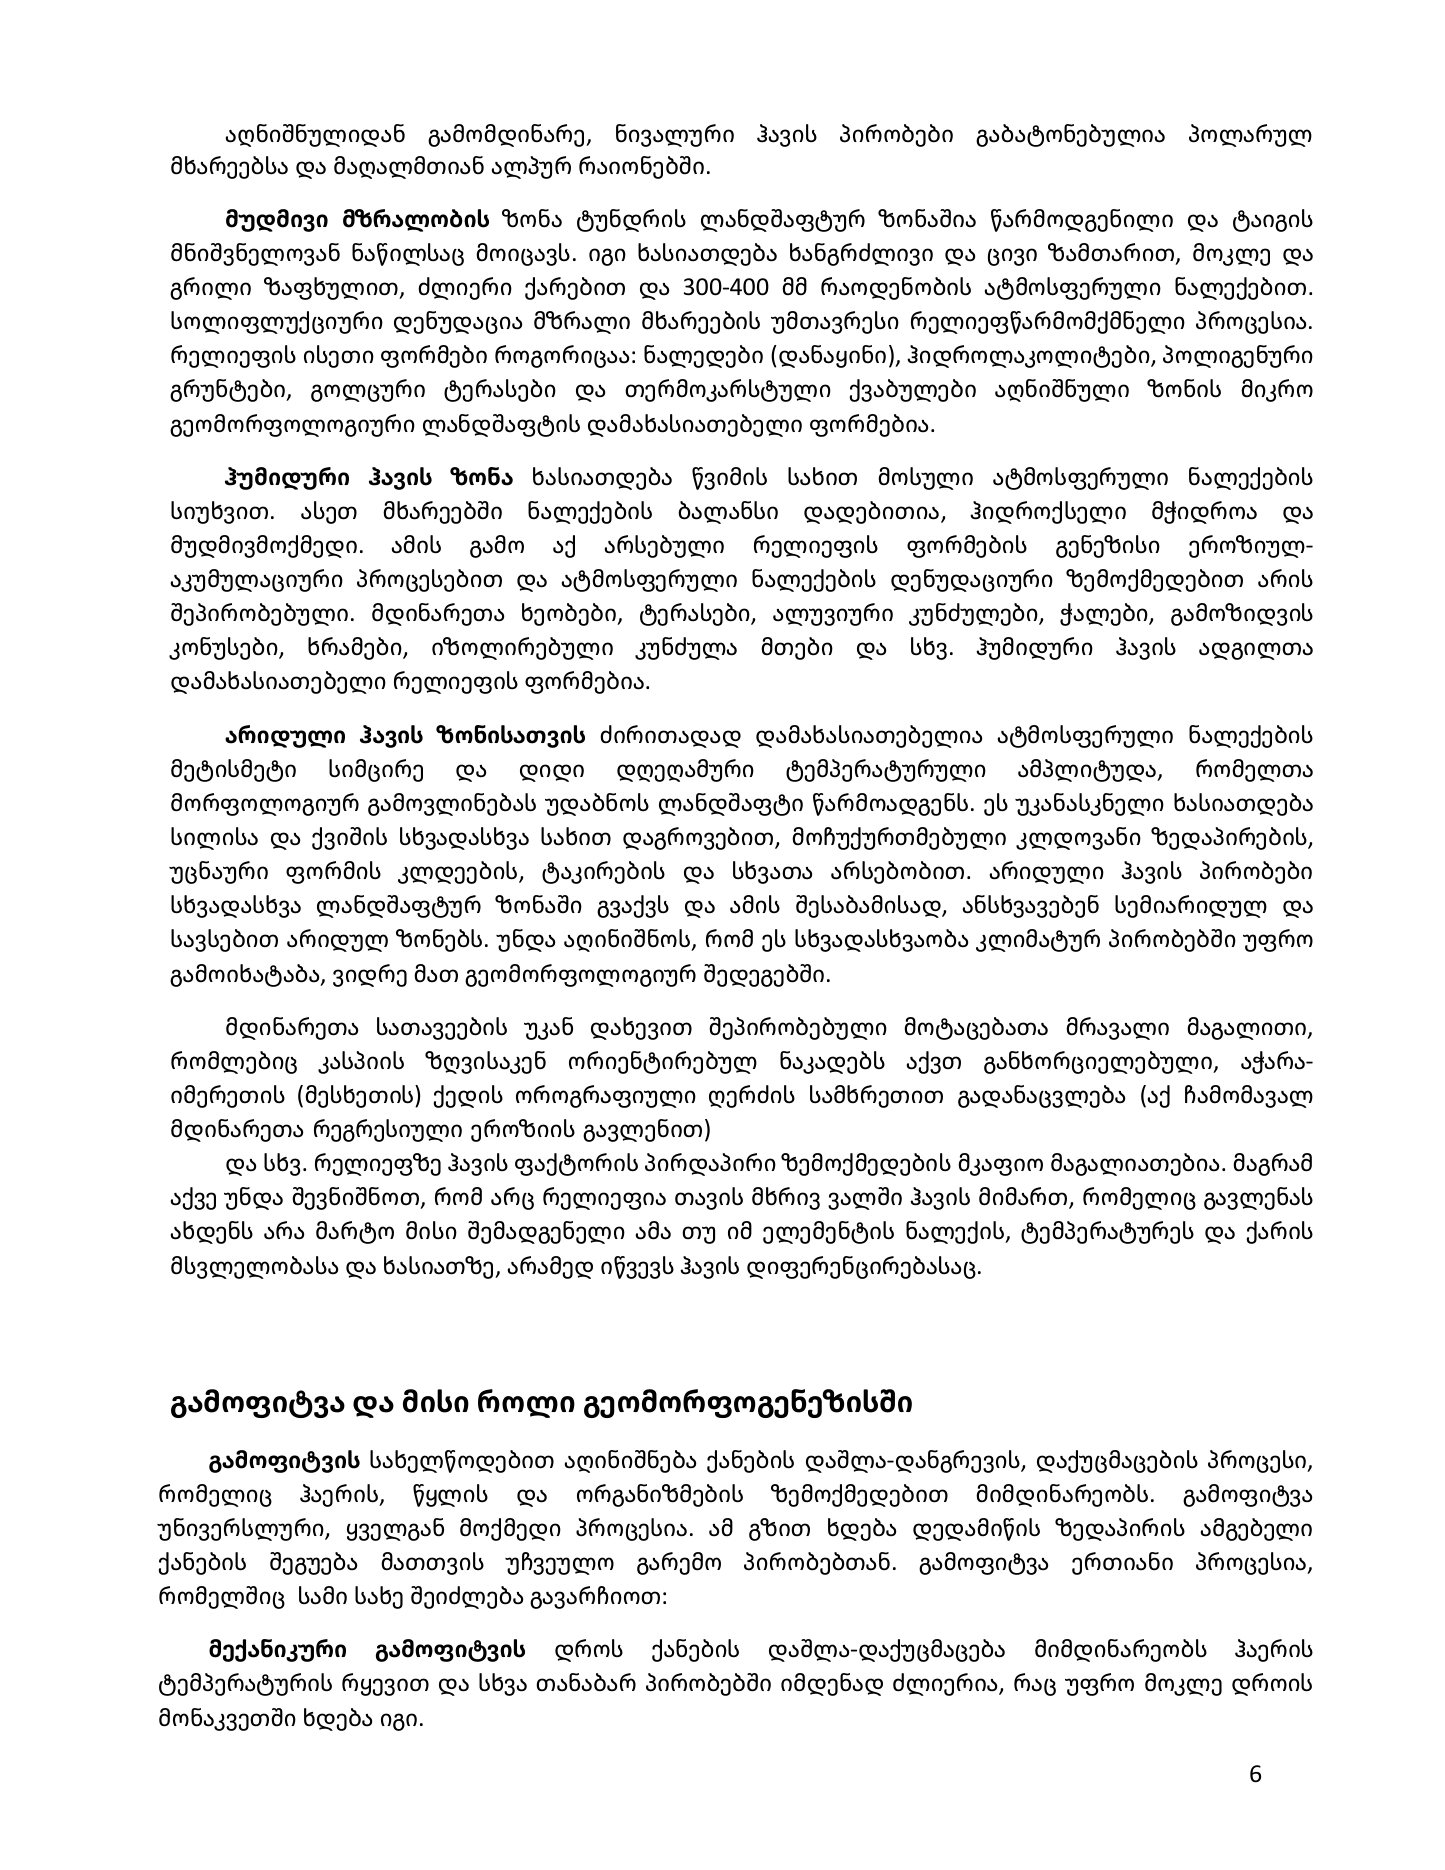 აღნიშნულიდან გამომდინარე, ნივალური ჰავის პირობები გაბატონებულია პოლარულ
მხარეებსა და მაღალმთიან ალპურ რაიონებში.
მუდმივი მზრალობის ზონა ტუნდრის ლანდშაფტურ ზონაშია წარმოდგენილი და ტაიგის
მნიშვნელოვან ნაწილსაც მოიცავს. იგი ხასიათდება ხანგრძლივი და ცივი ზამთარით, მოკლე და
გრილი ზაფხულით, ძლიერი ქარებით და 300-400 მმ რაოდენობის ატმოსფერული ნალექებით.
სოლიფლუქციური დენუდაცია მზრალი მხარეების უმთავრესი რელიეფწარმომქმნელი პროცესია.
რელიეფის ისეთი ფორმები როგორიცაა: ნალედები (დანაყინი), ჰიდროლაკოლიტები, პოლიგენური
გრუნტები, გოლცური ტერასები და თერმოკარსტული ქვაბულები აღნიშნული ზონის მიკრო
გეომორფოლოგიური ლანდშაფტის დამახასიათებელი ფორმებია.
ჰუმიდური ჰავის ზონა ხასიათდება წვიმის სახით მოსული ატმოსფერული ნალექების
სიუხვით. ასეთ მხარეებში ნალექების ბალანსი დადებითია, ჰიდროქსელი მჭიდროა და
მუდმივმოქმედი. ამის გამო აქ არსებული რელიეფის ფორმების გენეზისი ეროზიულ-
აკუმულაციური პროცესებით და ატმოსფერული ნალექების დენუდაციური ზემოქმედებით არის
შეპირობებული. მდინარეთა ხეობები, ტერასები, ალუვიური კუნძულები, ჭალები, გამოზიდვის
კონუსები, ხრამები, იზოლირებული კუნძულა მთები და სხვ. ჰუმიდური ჰავის ადგილთა
დამახასიათებელი რელიეფის ფორმებია.
არიდული ჰავის ზონისათვის ძირითადად დამახასიათებელია ატმოსფერული ნალექების
მეტისმეტი სიმცირე და დიდი დღეღამური ტემპერატურული ამპლიტუდა, რომელთა
მორფოლოგიურ გამოვლინებას უდაბნოს ლანდშაფტი წარმოადგენს. ეს უკანასკნელი ხასიათდება
სილისა და ქვიშის სხვადასხვა სახით დაგროვებით, მოჩუქურთმებული კლდოვანი ზედაპირების,
უცნაური ფორმის კლდეების, ტაკირების და სხვათა არსებობით. არიდული ჰავის პირობები
სხვადასხვა ლანდშაფტურ ზონაში გვაქვს და ამის შესაბამისად, ანსხვავებენ სემიარიდულ და
სავსებით არიდულ ზონებს. უნდა აღინიშნოს, რომ ეს სხვადასხვაობა კლიმატურ პირობებში უფრო
გამოიხატაბა, ვიდრე მათ გეომორფოლოგიურ შედეგებში.
მდინარეთა სათავეების უკან დახევით შეპირობებული მოტაცებათა მრავალი მაგალითი,
რომლებიც კასპიის ზღვისაკენ ორიენტირებულ ნაკადებს აქვთ განხორციელებული, აჭარა-
იმერეთის (მესხეთის) ქედის ოროგრაფიული ღერძის სამხრეთით გადანაცვლება (აქ ჩამომავალ
მდინარეთა რეგრესიული ეროზიის გავლენით)
და სხვ. რელიეფზე ჰავის ფაქტორის პირდაპირი ზემოქმედების მკაფიო მაგალიათებია. მაგრამ
აქვე უნდა შევნიშნოთ, რომ არც რელიეფია თავის მხრივ ვალში ჰავის მიმართ, რომელიც გავლენას
ახდენს არა მარტო მისი შემადგენელი ამა თუ იმ ელემენტის ნალექის, ტემპერატურეს და ქარის
მსვლელობასა და ხასიათზე, არამედ იწვევს ჰავის დიფერენცირებასაც.
გამოფიტვა და მისი როლი გეომორფოგენეზისში
გამოფიტვის სახელწოდებით აღინიშნება ქანების დაშლა-დანგრევის, დაქუცმაცების პროცესი,
რომელიც ჰაერის, წყლის და ორგანიზმების ზემოქმედებით მიმდინარეობს. გამოფიტვა
უნივერსლური, ყველგან მოქმედი პროცესია. ამ გზით ხდება დედამიწის ზედაპირის ამგებელი
ქანების შეგუება მათთვის უჩვეულო გარემო პირობებთან. გამოფიტვა ერთიანი პროცესია,
რომელშიც სამი სახე შეიძლება გავარჩიოთ:
მექანიკური გამოფიტვის დროს ქანების დაშლა-დაქუცმაცება მიმდინარეობს ჰაერის
ტემპერატურის რყევით და სხვა თანაბარ პირობებში იმდენად ძლიერია, რაც უფრო მოკლე დროის
მონაკვეთში ხდება იგი.
6